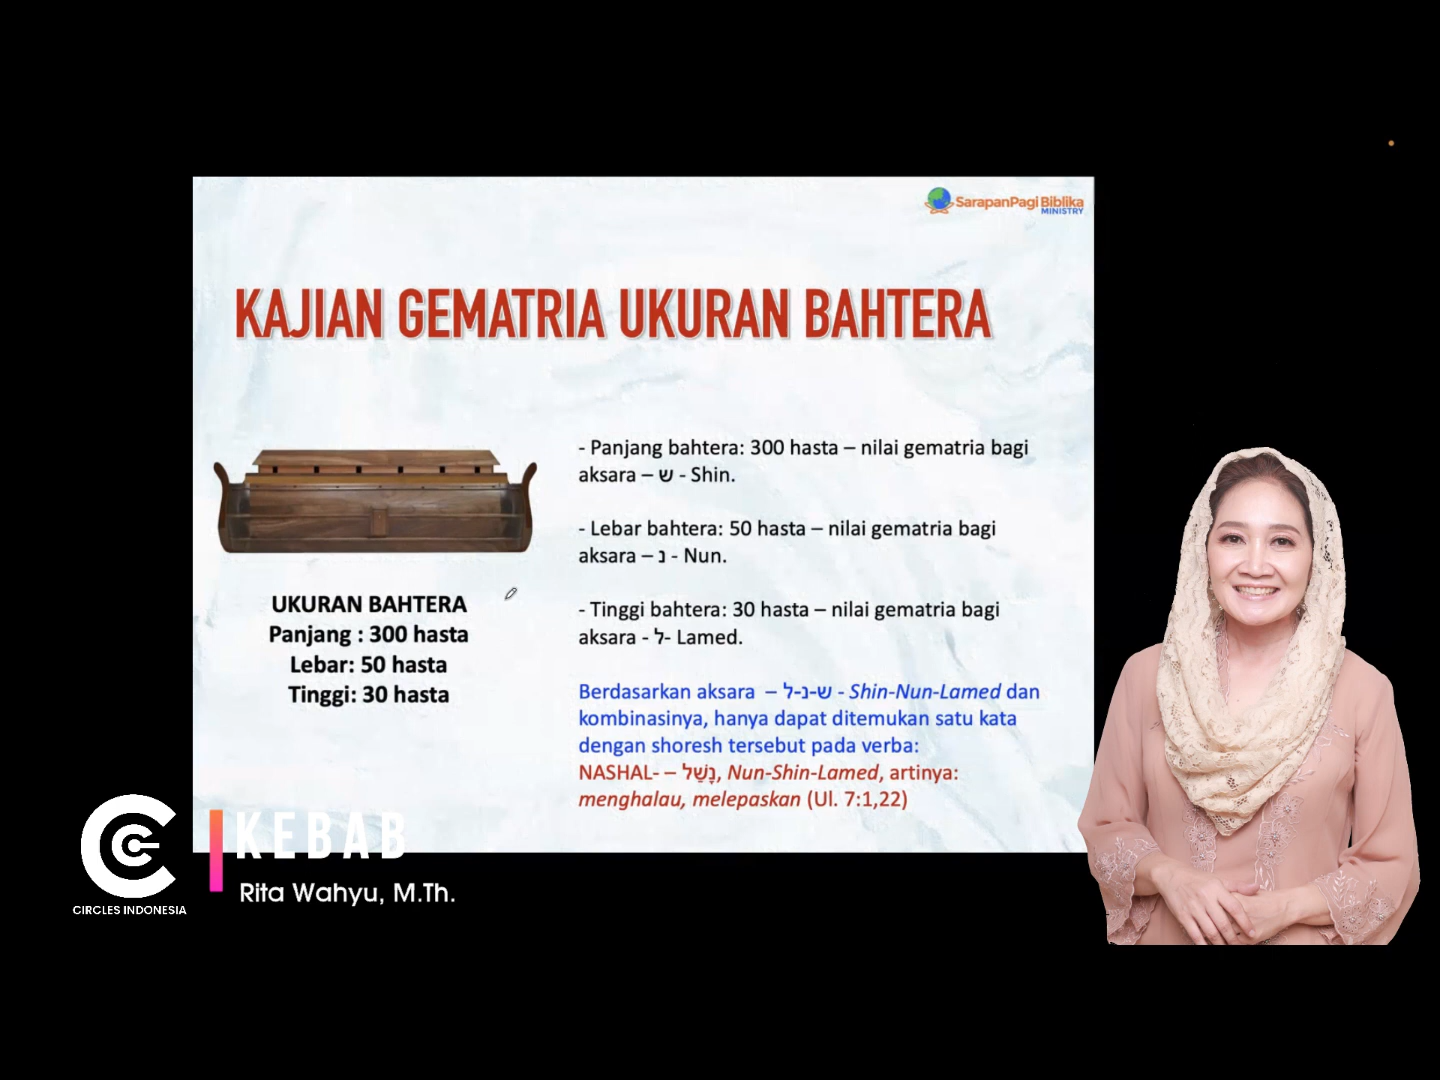 SarapanPagi Biblika
MINISTRY
KAJIAN GEMATRIA UKURAN BAHTERA
- Panjang bahtera: 300 hasta – nilai gematria bagi
aksara – ש - Shin.
- Lebar bahtera: 50 hasta – nilai gematria bagi
aksara – נ - Nun.
- Tinggi bahtera: 30 hasta – nilai gematria bagi
aksara - ל- Lamed.
Berdasarkan aksara – ש-נ-ל - Shin-Nun-Lamed dan
kombinasinya, hanya dapat ditemukan satu kata
dengan shoresh tersebut pada verba:
NASHAL- – נָשַׁל, Nun-Shin-Lamed, artinya:
menghalau, melepaskan (Ul. 7:1,22)
UKURAN BAHTERA
Panjang : 300 hasta
Lebar: 50 hasta
Tinggi: 30 hasta
KEBAB
Rita Wahyu, M.Th.
CIRCLES INDONESIA